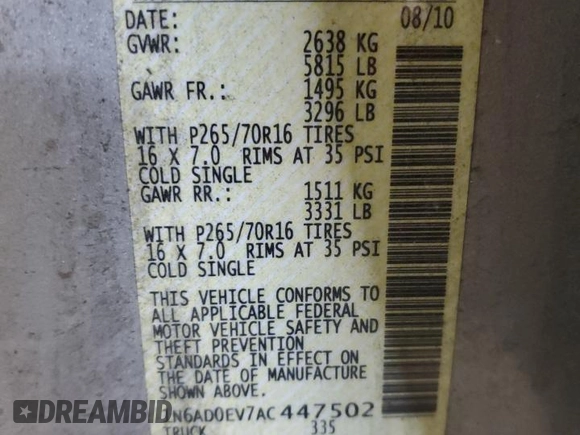 DATE: 08/10
GVWR: 2638 KG
5815 LB
GAWR FR.: 1495 KG
3296 LB
WITH P265/70R16 TIRES
16 X 7.0 RIMS AT 35 PSI
COLD SINGLE
GAWR RR.: 1511 KG
3331 LB
WITH P265/70R16 TIRES
16 X 7.0 RIMS AT 35 PSI
COLD SINGLE
THIS VEHICLE CONFORMS TO
ALL APPLICABLE FEDERAL
MOTOR VEHICLE SAFETY AND
THEFT PREVENTION
STANDARDS IN EFFECT ON
THE DATE OF MANUFACTURE
SHOWN ABOVE.
N6AD0EV7AC447502
TRUCK 335
DREAMBID